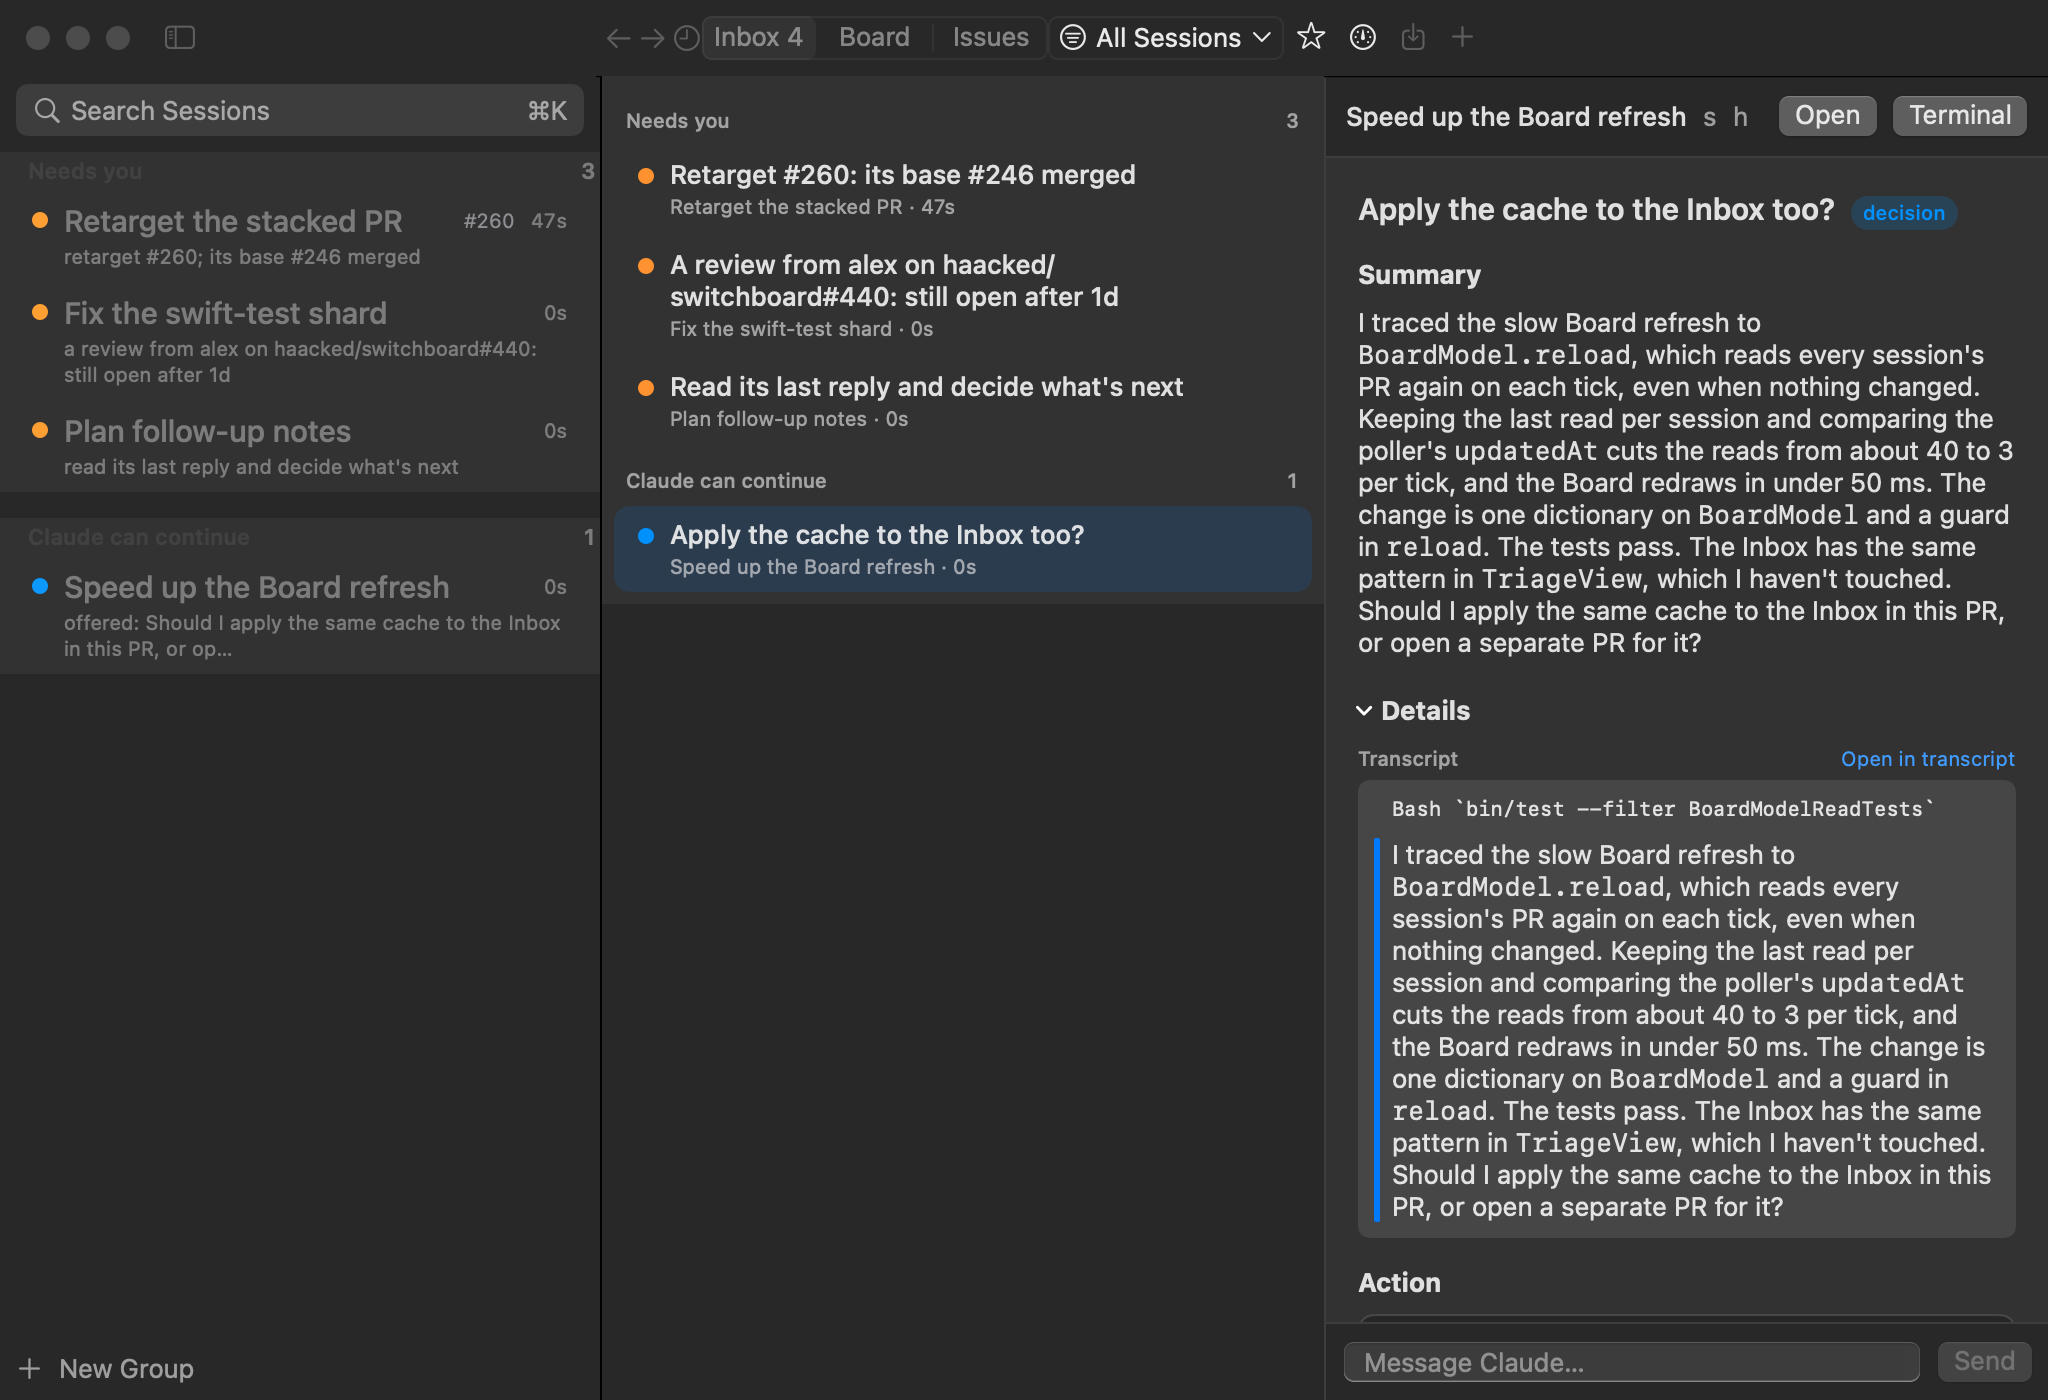 Inbox 4
Board
Issues
All Sessions
Search Sessions
⌘K
Needs you
3
Retarget the stacked PR
#260
47s
retarget #260; its base #246 merged
Fix the swift-test shard
0s
a review from alex on haacked/switchboard#440:
still open after 1d
Plan follow-up notes
0s
read its last reply and decide what's next
Claude can continue
1
Speed up the Board refresh
0s
offered: Should I apply the same cache to the Inbox
in this PR, or op...
New Group
Needs you
3
Retarget #260: its base #246 merged
Retarget the stacked PR · 47s
A review from alex on haacked/
switchboard#440: still open after 1d
Fix the swift-test shard · 0s
Read its last reply and decide what's next
Plan follow-up notes · 0s
Claude can continue
1
Apply the cache to the Inbox too?
Speed up the Board refresh · 0s
Speed up the Board refresh
s h
Open
Terminal
Apply the cache to the Inbox too?
decision
Summary
I traced the slow Board refresh to
BoardModel.reload, which reads every session's
PR again on each tick, even when nothing changed.
Keeping the last read per session and comparing the
poller's updatedAt cuts the reads from about 40 to 3
per tick, and the Board redraws in under 50 ms. The
change is one dictionary on BoardModel and a guard
in reload. The tests pass. The Inbox has the same
pattern in TriageView, which I haven't touched.
Should I apply the same cache to the Inbox in this PR,
or open a separate PR for it?
Details
Transcript
Open in transcript
Bash `bin/test --filter BoardModelReadTests`
I traced the slow Board refresh to
BoardModel.reload, which reads every
session's PR again on each tick, even when
nothing changed. Keeping the last read per
session and comparing the poller's updatedAt
cuts the reads from about 40 to 3 per tick, and
the Board redraws in under 50 ms. The change is
one dictionary on BoardModel and a guard in
reload. The tests pass. The Inbox has the same
pattern in TriageView, which I haven't touched.
Should I apply the same cache to the Inbox in this
PR, or open a separate PR for it?
Action
Message Claude...
Send